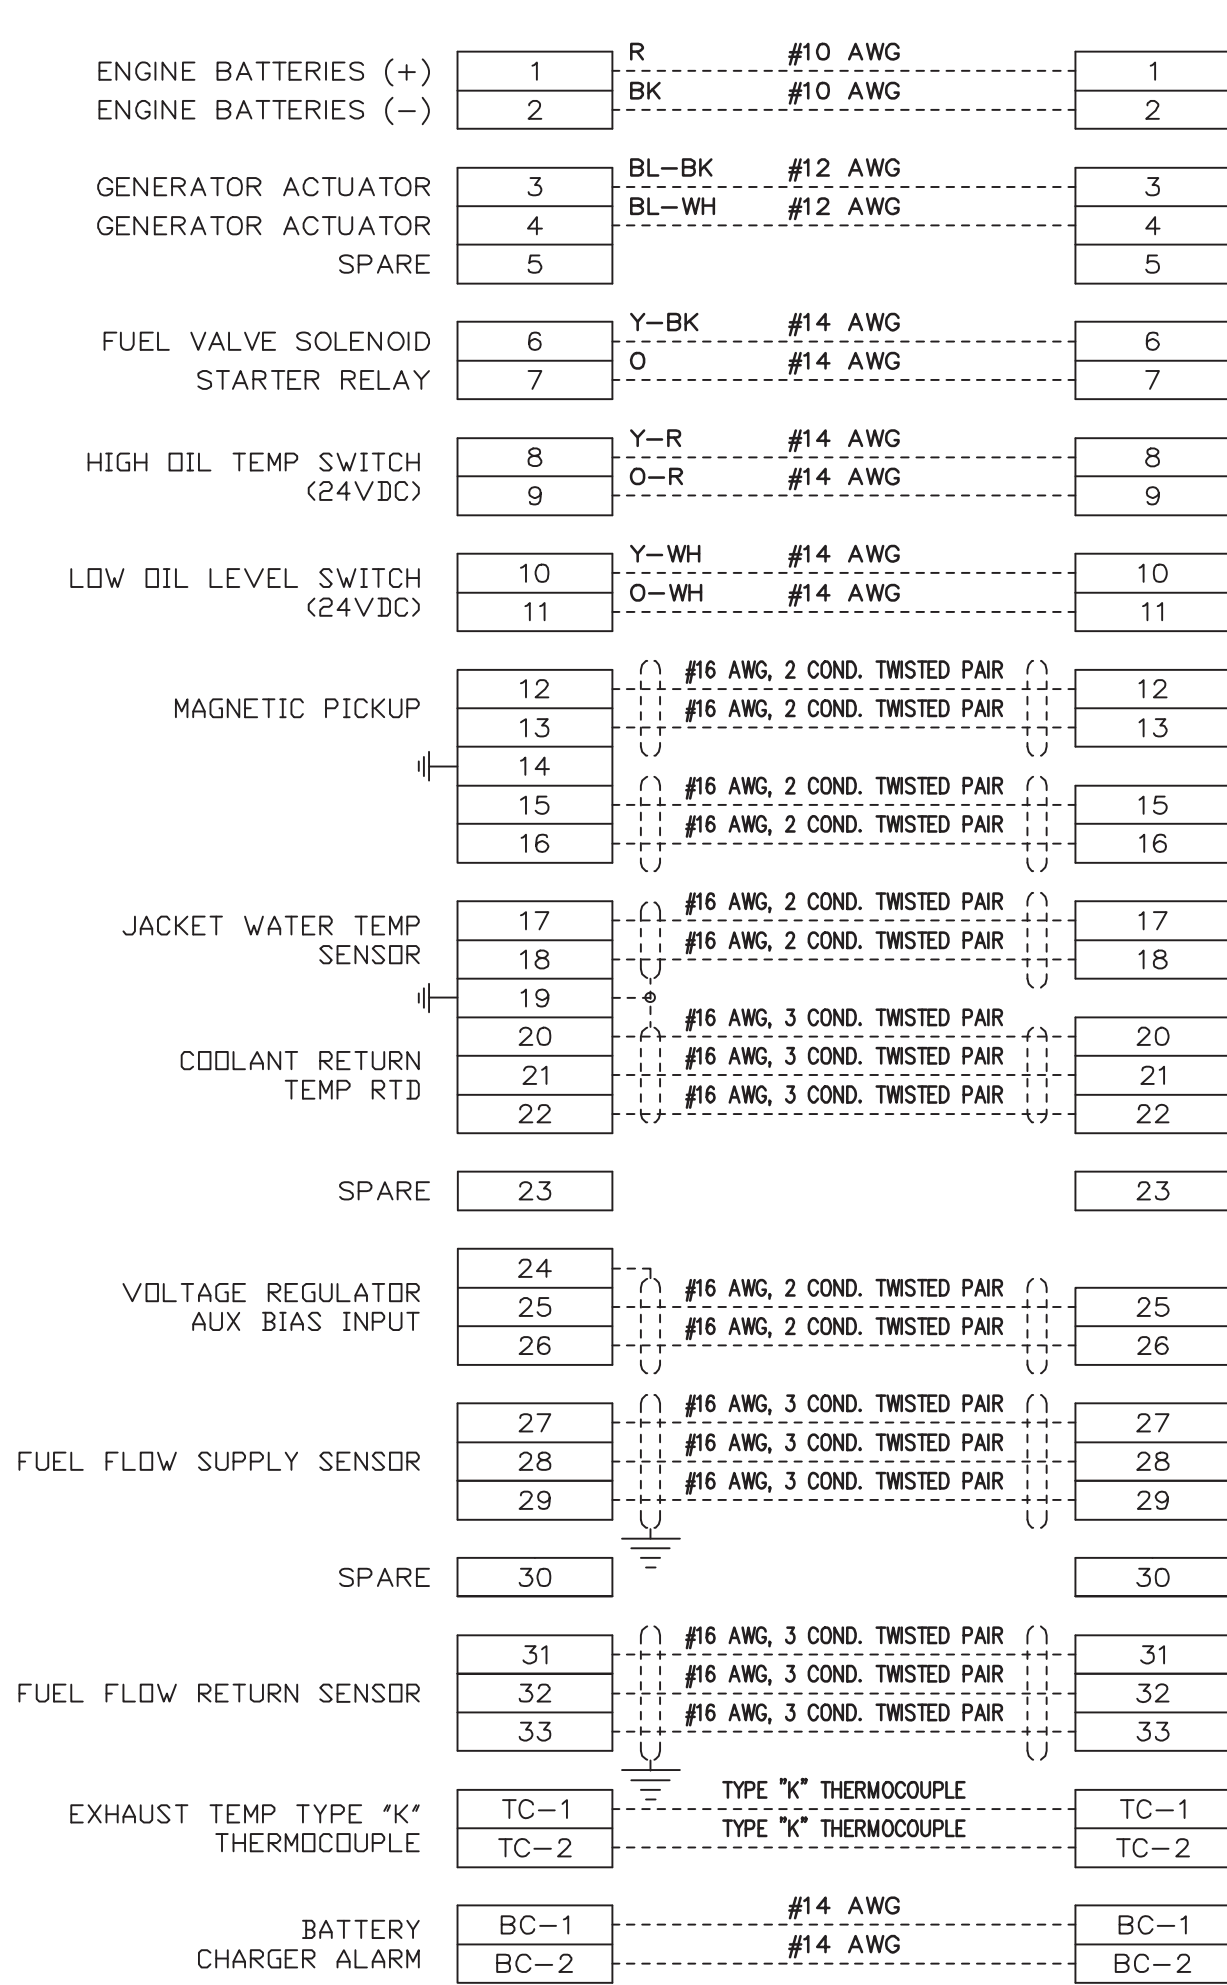 R #10 AWG
ENGINE BATTERIES (+) 1 1
BK #10 AWG
ENGINE BATTERIES (−) 2 2
BL−BK #12 AWG
GENERATOR ACTUATOR 3 3
BL−WH #12 AWG
GENERATOR ACTUATOR 4 4
SPARE 5 5
Y−BK #14 AWG
FUEL VALVE SOLENOID 6 6
O #14 AWG
STARTER RELAY 7 7
Y−R #14 AWG
HIGH OIL TEMP SWITCH 8 8
O−R #14 AWG
(24VDC) 9 9
Y−WH #14 AWG
LOW OIL LEVEL SWITCH 10 10
O−WH #14 AWG
(24VDC) 11 11
#16 AWG, 2 COND. TWISTED PAIR
12 12
MAGNETIC PICKUP #16 AWG, 2 COND. TWISTED PAIR
13 13
14
#16 AWG, 2 COND. TWISTED PAIR
15 15
#16 AWG, 2 COND. TWISTED PAIR
16 16
#16 AWG, 2 COND. TWISTED PAIR
JACKET WATER TEMP 17 17
#16 AWG, 2 COND. TWISTED PAIR
SENSOR 18 18
19
#16 AWG, 3 COND. TWISTED PAIR
20 20
COOLANT RETURN #16 AWG, 3 COND. TWISTED PAIR
21 21
TEMP RTD #16 AWG, 3 COND. TWISTED PAIR
22 22
SPARE 23 23
24
VOLTAGE REGULATOR #16 AWG, 2 COND. TWISTED PAIR
25 25
AUX BIAS INPUT #16 AWG, 2 COND. TWISTED PAIR
26 26
#16 AWG, 3 COND. TWISTED PAIR
27 27
#16 AWG, 3 COND. TWISTED PAIR
FUEL FLOW SUPPLY SENSOR 28 28
#16 AWG, 3 COND. TWISTED PAIR
29 29
SPARE 30 30
#16 AWG, 3 COND. TWISTED PAIR
31 31
#16 AWG, 3 COND. TWISTED PAIR
FUEL FLOW RETURN SENSOR 32 32
#16 AWG, 3 COND. TWISTED PAIR
33 33
TYPE "K" THERMOCOUPLE
EXHAUST TEMP TYPE "K" TC−1 TC−1
TYPE "K" THERMOCOUPLE
THERMOCOUPLE TC−2 TC−2
#14 AWG
BATTERY BC−1 BC−1
#14 AWG
CHARGER ALARM BC−2 BC−2